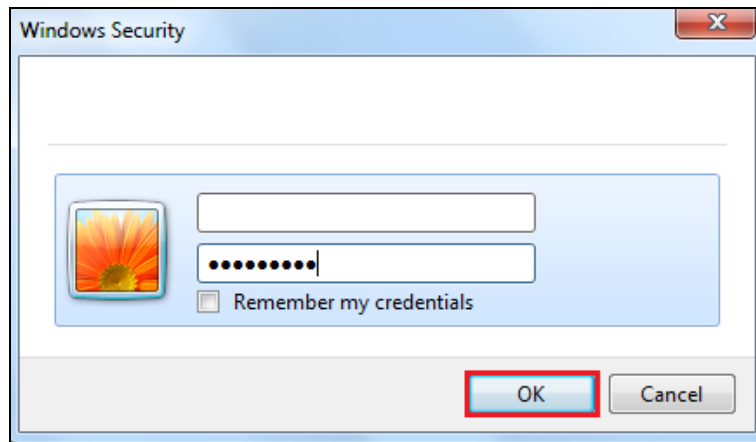 Windows Security
●●●●●●●●●
Remember my credentials
OK
Cancel